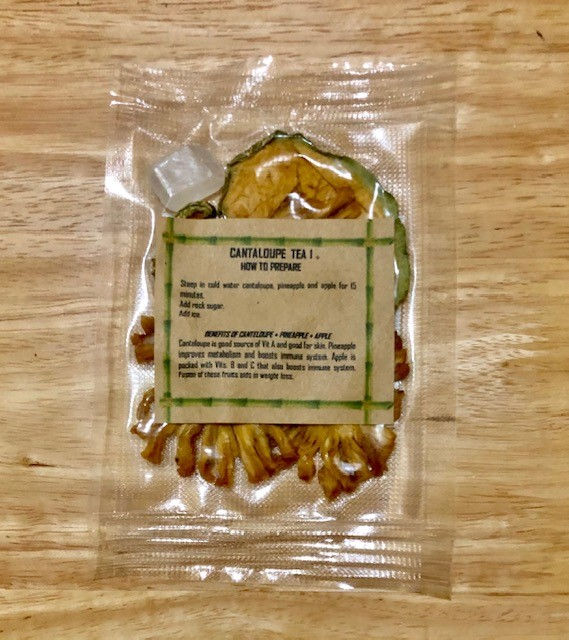 CANTALOUPE TEA 1.
HOW TO PREPARE
Steep in cold water cantaloupe, pineapple and apple for 15
minutes.
Add rock sugar.
Add ice.
BENEFITS OF CANTELOUPE + PINEAPPLE + APPLE
Cantaloupe is good source of Vit A and good for skin. Pineapple
improves metabolism and boosts immune system. Apple is
packed with Vits. B and C that also boosts immune system.
Fusion of these fruits aids in weight loss.